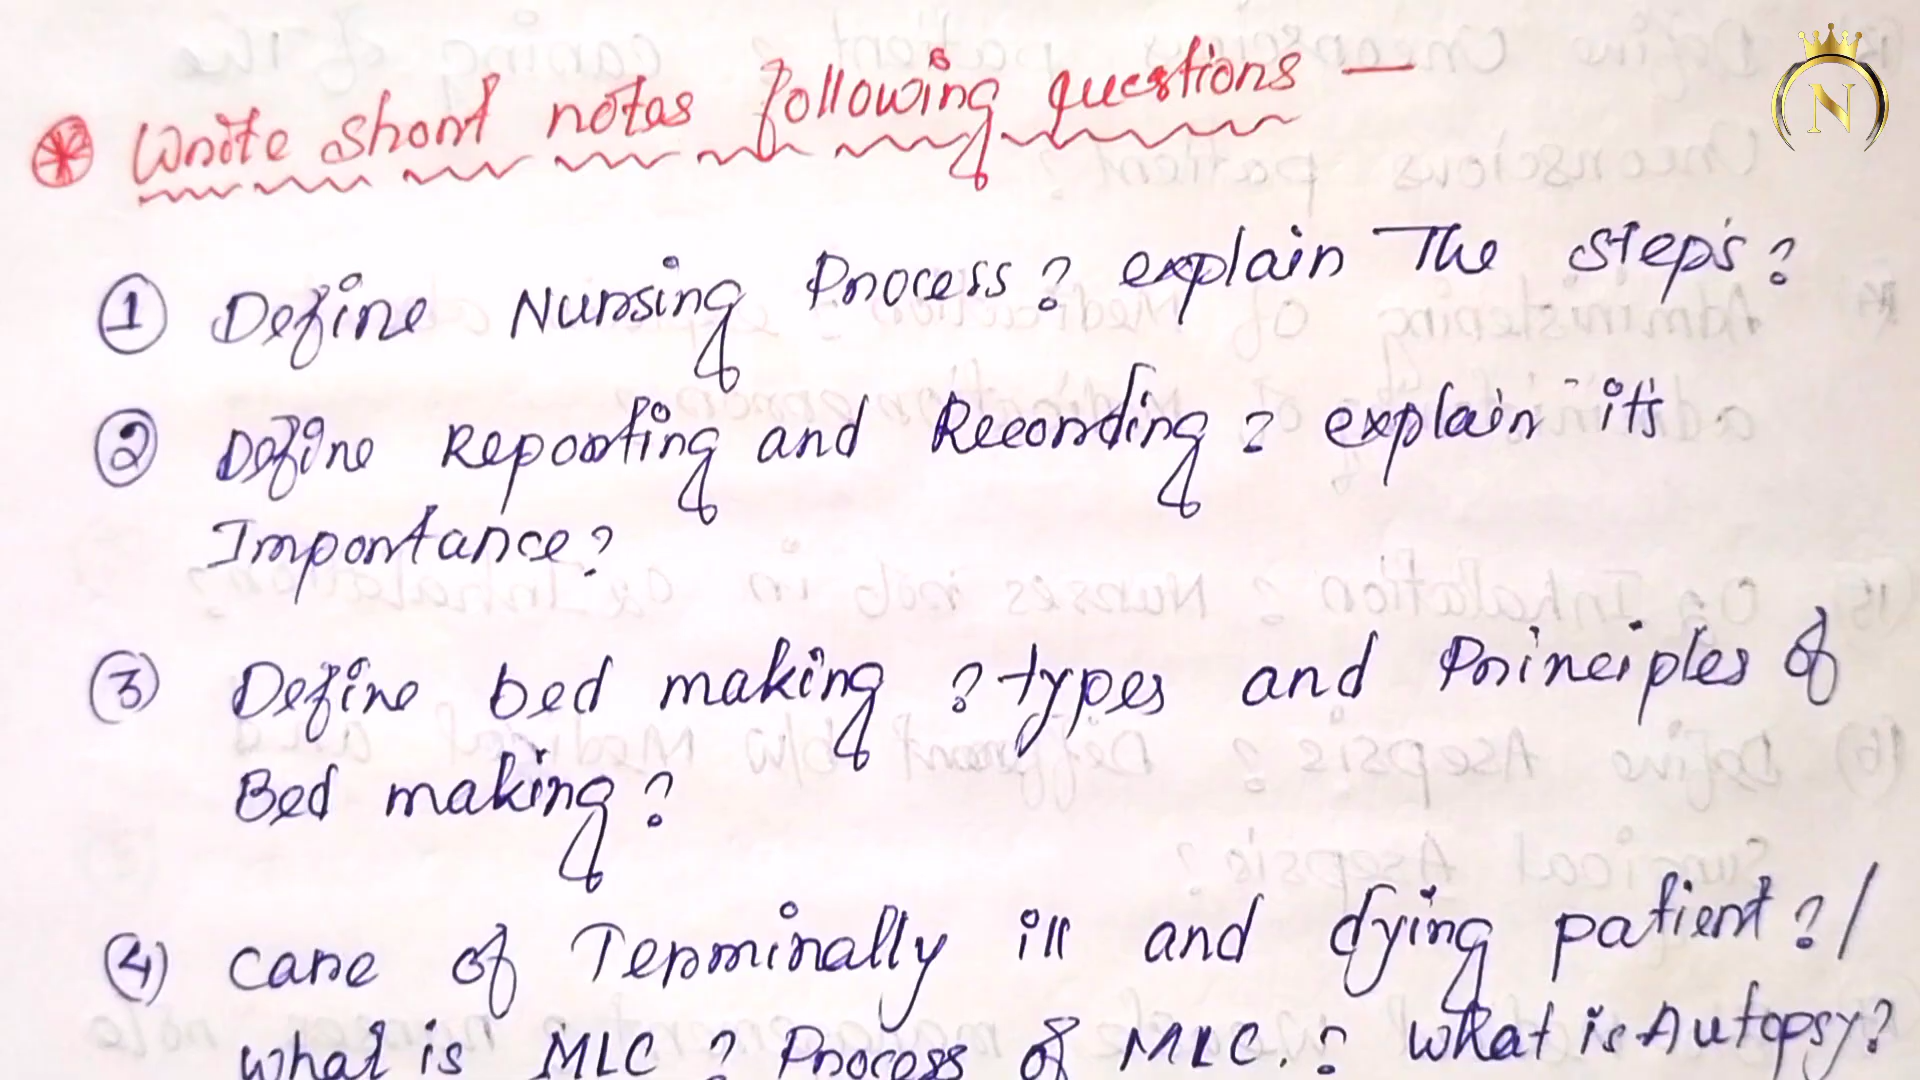 Write short notes following questions —
① Define Nursing Process? explain The steps?
② Define Reporting and Recording? explain its
Importance?
③ Define bed making? types and Principles of
Bed making?
④ Care of Terminally ill and dying patient?/
what is MLC? Process of MLC.? What is Autopsy?
N